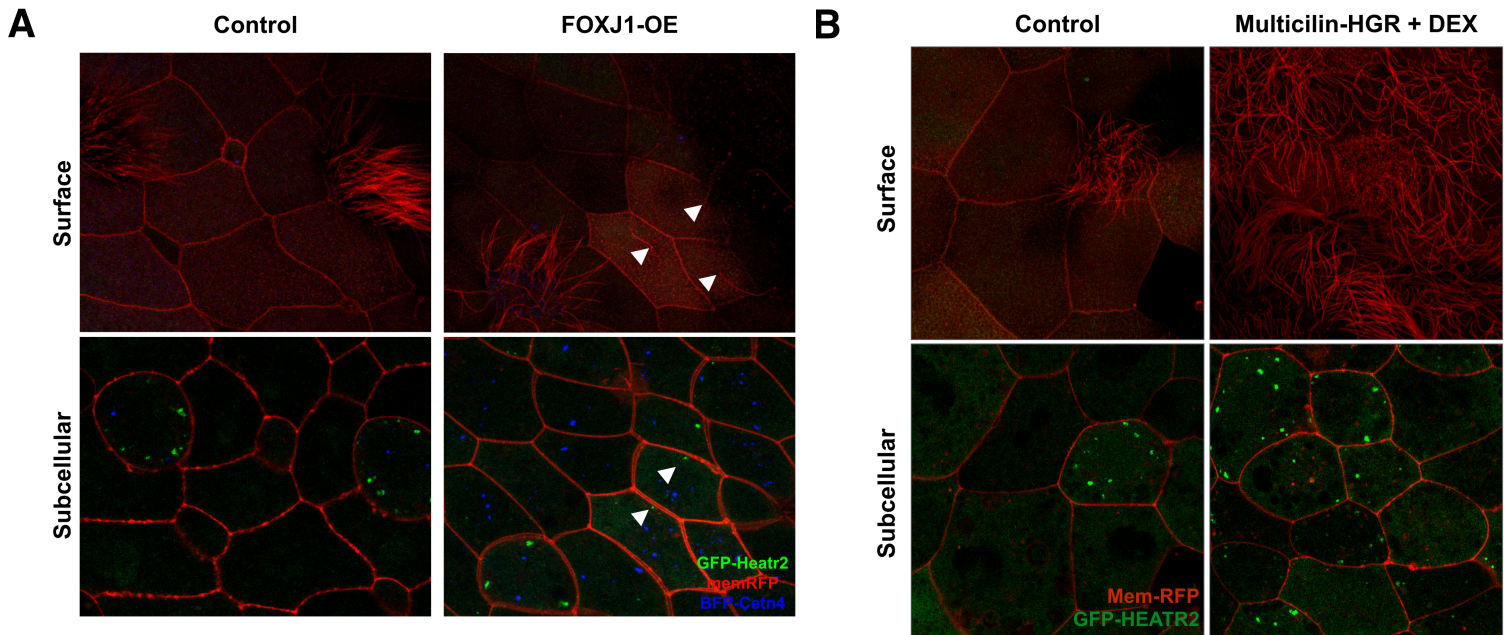 A
Control
FOXJ1-OE
B
Control
Multicilin-HGR + DEX
Surface
Surface
Subcellular
GFP-Heatr2
memRFP
BFP-Cetn4
Subcellular
Mem-RFP
GFP-HEATR2